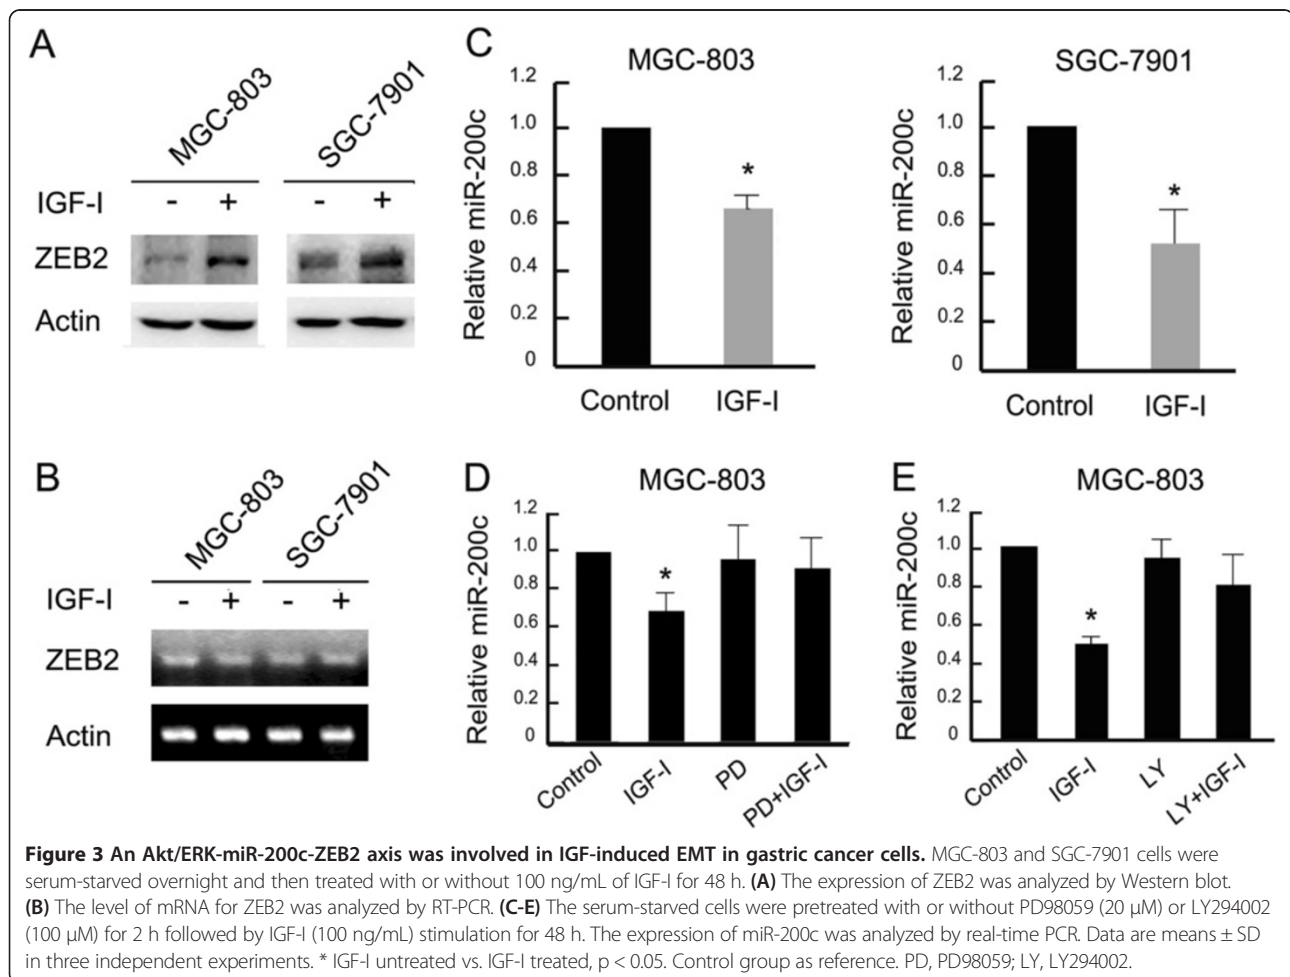 A
MGC-803
SGC-7901
IGF-I - + - +
ZEB2
Actin
B
MGC-803
SGC-7901
IGF-I - + - +
ZEB2
Actin
C
MGC-803
Relative miR-200c
1.2
1.0
0.8
0.6
0.4
0.2
0
*
Control IGF-I
SGC-7901
Relative miR-200c
1.2
1.0
0.8
0.6
0.4
0.2
0
*
Control IGF-I
D
MGC-803
Relative miR-200c
1.2
1.0
0.8
0.6
0.4
0.2
0
*
Control IGF-I PD PD+IGF-I
E
MGC-803
Relative miR-200c
1.2
1.0
0.8
0.6
0.4
0.2
0
*
Control IGF-I LY LY+IGF-I
Figure 3 An Akt/ERK-miR-200c-ZEB2 axis was involved in IGF-induced EMT in gastric cancer cells. MGC-803 and SGC-7901 cells were
serum-starved overnight and then treated with or without 100 ng/mL of IGF-I for 48 h. (A) The expression of ZEB2 was analyzed by Western blot.
(B) The level of mRNA for ZEB2 was analyzed by RT-PCR. (C-E) The serum-starved cells were pretreated with or without PD98059 (20 μM) or LY294002
(100 μM) for 2 h followed by IGF-I (100 ng/mL) stimulation for 48 h. The expression of miR-200c was analyzed by real-time PCR. Data are means ± SD
in three independent experiments. * IGF-I untreated vs. IGF-I treated, p < 0.05. Control group as reference. PD, PD98059; LY, LY294002.